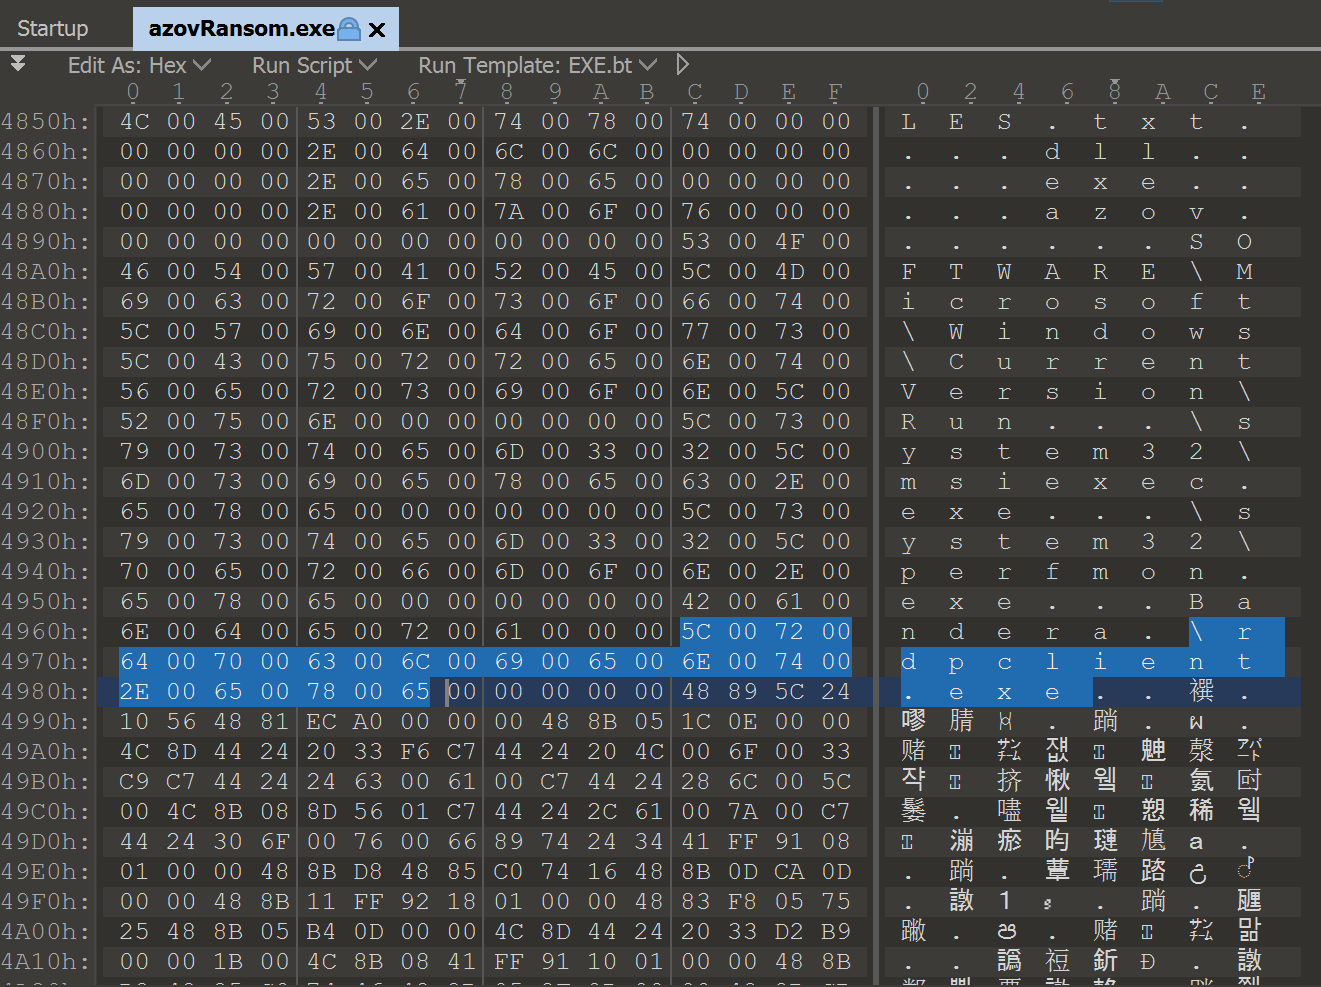 Startup azovRansom.exe
Edit As: Hex Run Script Run Template: EXE.bt
0 1 2 3 4 5 6 7 8 9 A B C D E F 0 2 4 6 8 A C E
4850h: 4C 00 45 00 53 00 2E 00 74 00 78 00 74 00 00 00 L E S . t x t .
4860h: 00 00 00 00 2E 00 64 00 6C 00 6C 00 00 00 00 00 . . . d l l . .
4870h: 00 00 00 00 2E 00 65 00 78 00 65 00 00 00 00 00 . . . e x e . .
4880h: 00 00 00 00 2E 00 61 00 7A 00 6F 00 76 00 00 00 . . . a z o v .
4890h: 00 00 00 00 00 00 00 00 00 00 00 00 53 00 4F 00 . . . . . . S O
48A0h: 46 00 54 00 57 00 41 00 52 00 45 00 5C 00 4D 00 F T W A R E \ M
48B0h: 69 00 63 00 72 00 6F 00 73 00 6F 00 66 00 74 00 i c r o s o f t
48C0h: 5C 00 57 00 69 00 6E 00 64 00 6F 00 77 00 73 00 \ W i n d o w s
48D0h: 5C 00 43 00 75 00 72 00 72 00 65 00 6E 00 74 00 \ C u r r e n t
48E0h: 56 00 65 00 72 00 73 00 69 00 6F 00 6E 00 5C 00 V e r s i o n \
48F0h: 52 00 75 00 6E 00 00 00 00 00 00 00 5C 00 73 00 R u n . . . \ s
4900h: 79 00 73 00 74 00 65 00 6D 00 33 00 32 00 5C 00 y s t e m 3 2 \
4910h: 6D 00 73 00 69 00 65 00 78 00 65 00 63 00 2E 00 m s i e x e c .
4920h: 65 00 78 00 65 00 00 00 00 00 00 00 5C 00 73 00 e x e . . . \ s
4930h: 79 00 73 00 74 00 65 00 6D 00 33 00 32 00 5C 00 y s t e m 3 2 \
4940h: 70 00 65 00 72 00 66 00 6D 00 6F 00 6E 00 2E 00 p e r f m o n .
4950h: 65 00 78 00 65 00 00 00 00 00 00 00 42 00 61 00 e x e . . . B a
4960h: 6E 00 64 00 65 00 72 00 61 00 00 00 5C 00 72 00 n d e r a . \ r
4970h: 64 00 70 00 63 00 6C 00 69 00 65 00 6E 00 74 00 d p c l i e n t
4980h: 2E 00 65 00 78 00 65 00 00 00 00 00 48 89 5C 24 . e x e . .
4990h: 10 56 48 81 EC A0 00 00 00 48 8B 05 1C 0E 00 00
49A0h: 4C 8D 44 24 20 33 F6 C7 44 24 20 4C 00 6F 00 33
49B0h: C9 C7 44 24 24 63 00 61 00 C7 44 24 28 6C 00 5C
49C0h: 00 4C 8B 08 8D 56 01 C7 44 24 2C 61 00 7A 00 C7
49D0h: 44 24 30 6F 00 76 00 66 89 74 24 34 41 FF 91 08
49E0h: 01 00 00 48 8B D8 48 85 C0 74 16 48 8B 0D CA 0D
49F0h: 00 00 48 8B 11 FF 92 18 01 00 00 48 83 F8 05 75
4A00h: 25 48 8B 05 B4 0D 00 00 4C 8D 44 24 20 33 D2 B9
4A10h: 00 00 1B 00 4C 8B 08 41 FF 91 10 01 00 00 48 8B